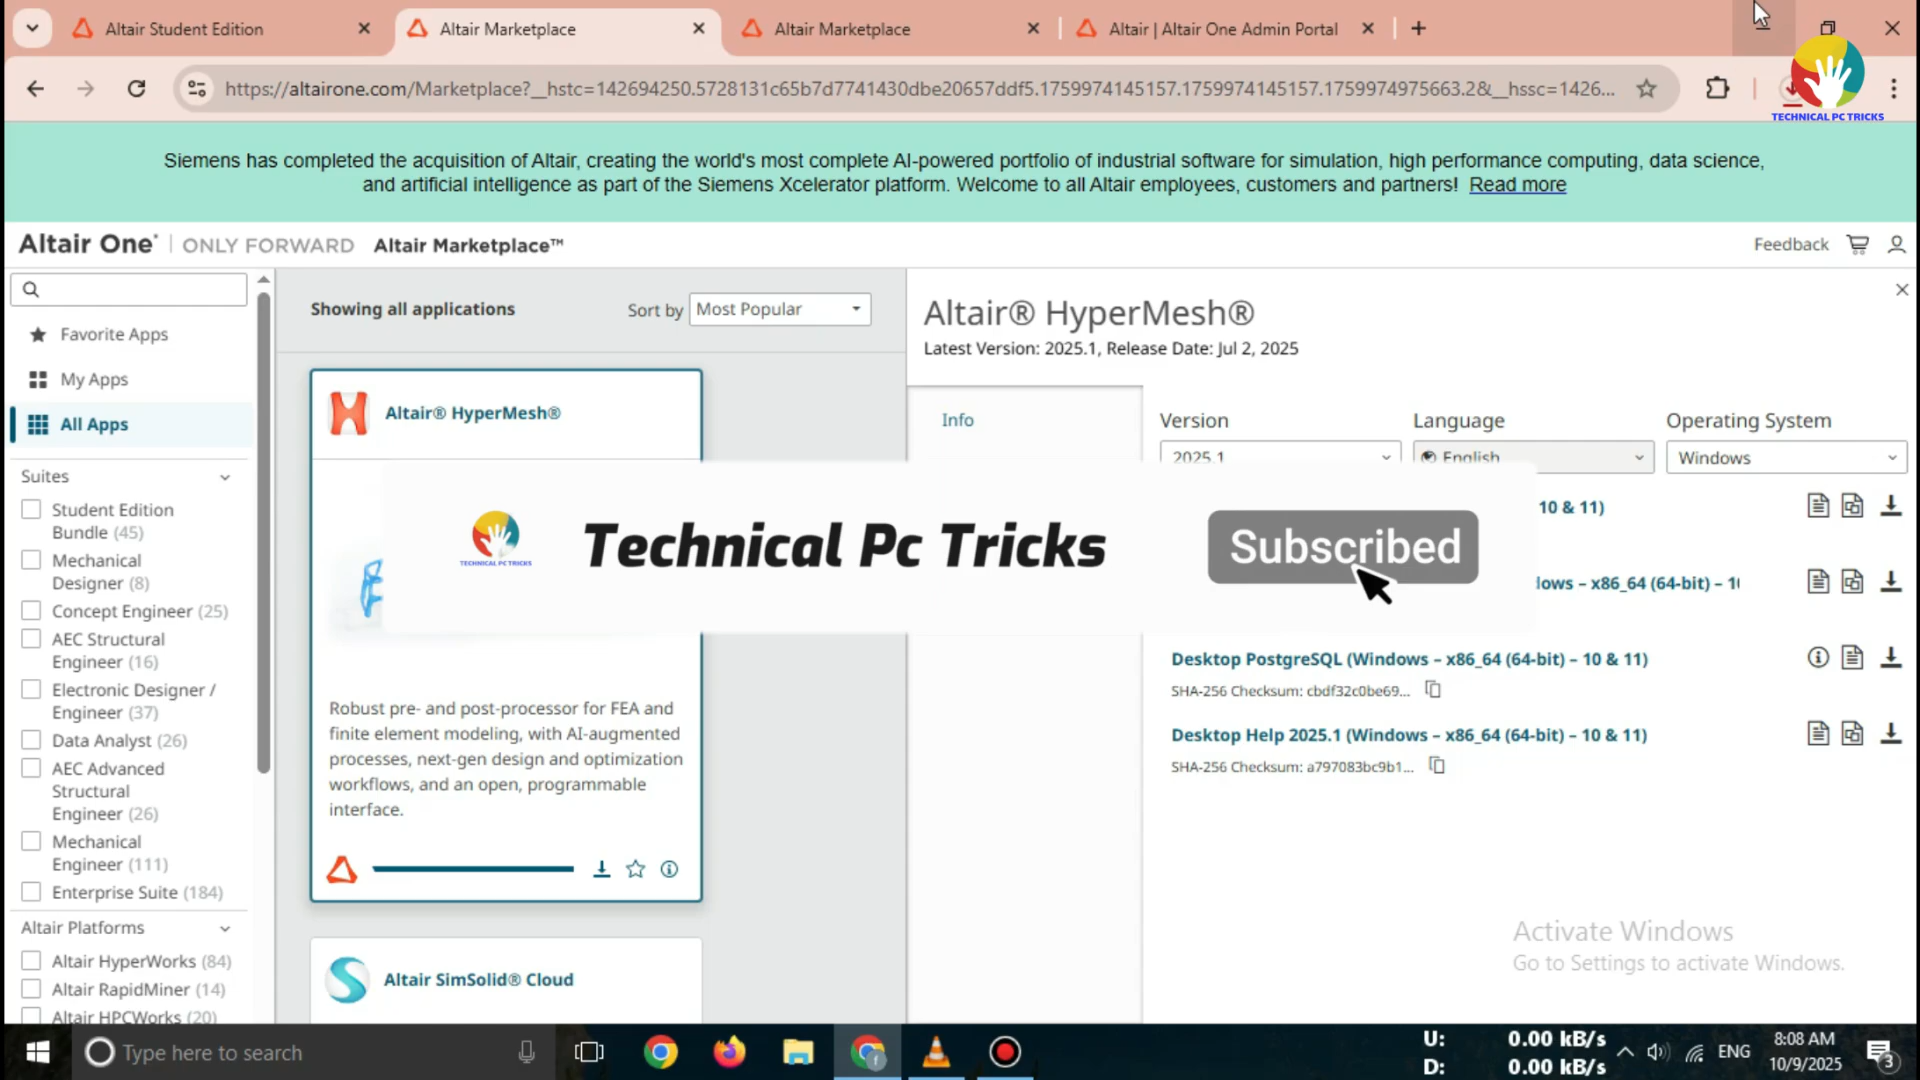 Altair Student Edition
Altair Marketplace
Altair Marketplace
Altair | Altair One Admin Portal
https://altairone.com/Marketplace?__hstc=142694250.5728131c65b7d7741430dbe20657ddf5.1759974145157.1759974145157.1759974975663.2&__hssc=1426...
TECHNICAL PC TRICKS
Siemens has completed the acquisition of Altair, creating the world's most complete AI-powered portfolio of industrial software for simulation, high performance computing, data science,
and artificial intelligence as part of the Siemens Xcelerator platform. Welcome to all Altair employees, customers and partners! Read more
Altair One | ONLY FORWARD Altair Marketplace™
Feedback
Favorite Apps
My Apps
All Apps
Suites
Student Edition
Bundle (45)
Mechanical
Designer (8)
Concept Engineer (25)
AEC Structural
Engineer (16)
Electronic Designer /
Engineer (37)
Data Analyst (26)
AEC Advanced
Structural
Engineer (26)
Mechanical
Engineer (111)
Enterprise Suite (184)
Altair Platforms
Altair HyperWorks (84)
Altair RapidMiner (14)
Altair HPCWorks (20)
Showing all applications
Sort by Most Popular
Altair® HyperMesh®
Robust pre- and post-processor for FEA and
finite element modeling, with AI-augmented
processes, next-gen design and optimization
workflows, and an open, programmable
interface.
Altair SimSolid® Cloud
Altair® HyperMesh®
Latest Version: 2025.1, Release Date: Jul 2, 2025
Info
Version
2025.1
Language
English
Operating System
Windows
10 & 11)
TECHNICAL PC TRICKS
Technical Pc Tricks
Subscribed
lows – x86_64 (64-bit) – 1
Desktop PostgreSQL (Windows – x86_64 (64-bit) – 10 & 11)
SHA-256 Checksum: cbdf32c0be69...
Desktop Help 2025.1 (Windows – x86_64 (64-bit) – 10 & 11)
SHA-256 Checksum: a797083bc9b1...
Activate Windows
Go to Settings to activate Windows.
Type here to search
U: 0.00 kB/s
D: 0.00 kB/s
ENG
8:08 AM
10/9/2025
3